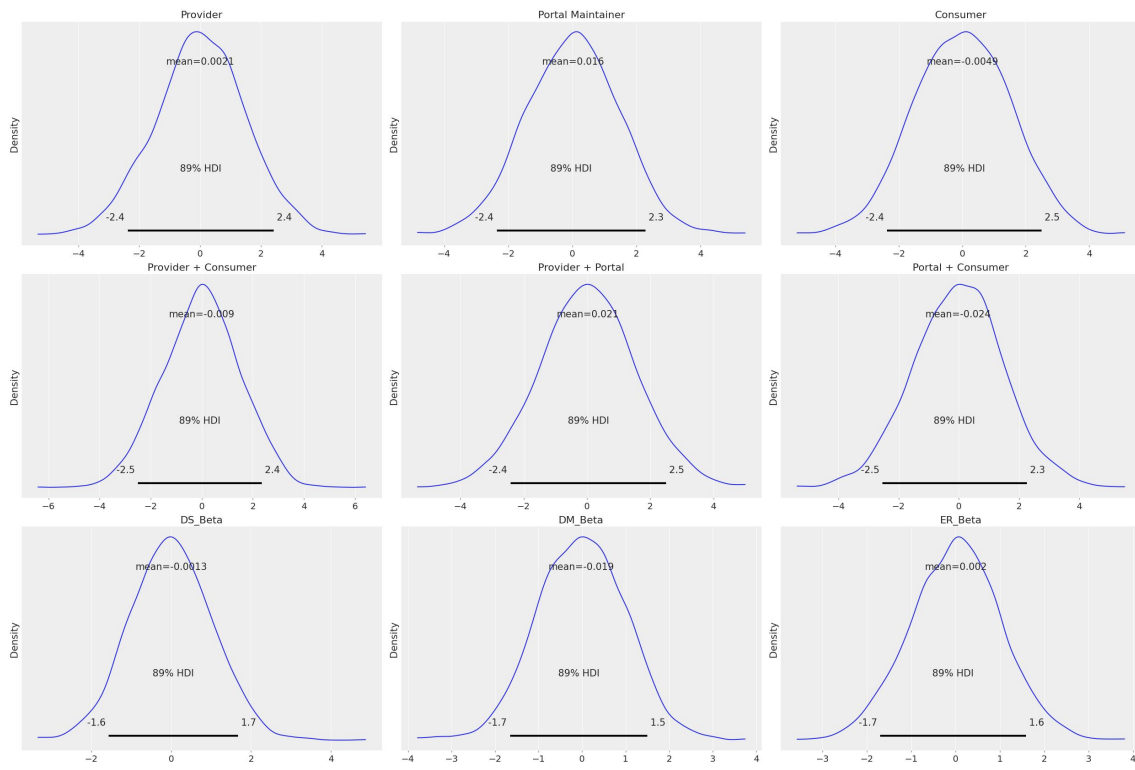 Provider
Portal Maintainer
Consumer
mean=0.0021
mean=0.016
mean=-0.0049
Density
Density
Density
89% HDI
89% HDI
89% HDI
-2.4
2.4
-2.4
2.3
-2.4
2.5
−4 −2 0 2 4
−4 −2 0 2 4
−4 −2 0 2 4
Provider + Consumer
Provider + Portal
Portal + Consumer
mean=-0.009
mean=0.021
mean=-0.024
Density
Density
Density
89% HDI
89% HDI
89% HDI
-2.5
2.4
-2.4
2.5
-2.5
2.3
−6 −4 −2 0 2 4 6
−4 −2 0 2 4
−4 −2 0 2 4
DS_Beta
DM_Beta
ER_Beta
mean=-0.0013
mean=-0.019
mean=0.002
Density
Density
Density
89% HDI
89% HDI
89% HDI
-1.6
1.7
-1.7
1.5
-1.7
1.6
−2 0 2 4
−4 −3 −2 −1 0 1 2 3 4
−3 −2 −1 0 1 2 3 4